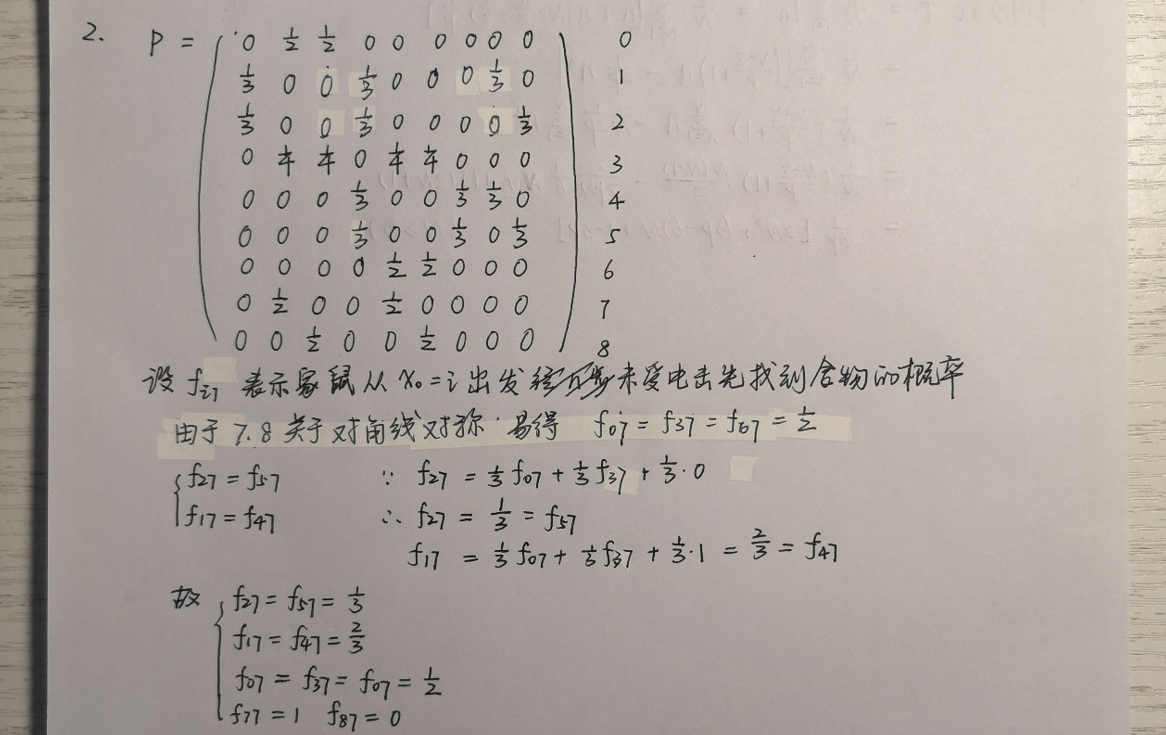 2. P = ( 0 1/2 1/2 0 0 0 0 0 0 ) 0
1/3 0 0 1/3 0 0 0 1/3 0 1
1/3 0 0 1/3 0 0 0 0 1/3 2
0 1/4 1/4 0 1/4 1/4 0 0 0 3
0 0 0 1/3 0 0 1/3 1/3 0 4
0 0 0 1/3 0 0 1/3 0 1/3 5
0 0 0 0 1/2 1/2 0 0 0 6
0 1/2 0 0 1/2 0 0 0 0 7
0 0 1/2 0 0 1/2 0 0 0 8
设 fi7 表示家鼠从 X0 = i 出发 未受电击先找到食物的概率
由于 7.8 关于对角线对称 易得 f07 = f37 = f67 = 1/2
{ f27 = f57 ∵ f27 = 1/3 f07 + 1/3 f37 + 1/3 · 0
f17 = f47 ∴ f27 = 1/3 = f57
f17 = 1/3 f07 + 1/3 f37 + 1/3 · 1 = 2/3 = f47
故 { f27 = f57 = 1/3
f17 = f47 = 2/3
f07 = f37 = f07 = 1/2
f77 = 1 f87 = 0